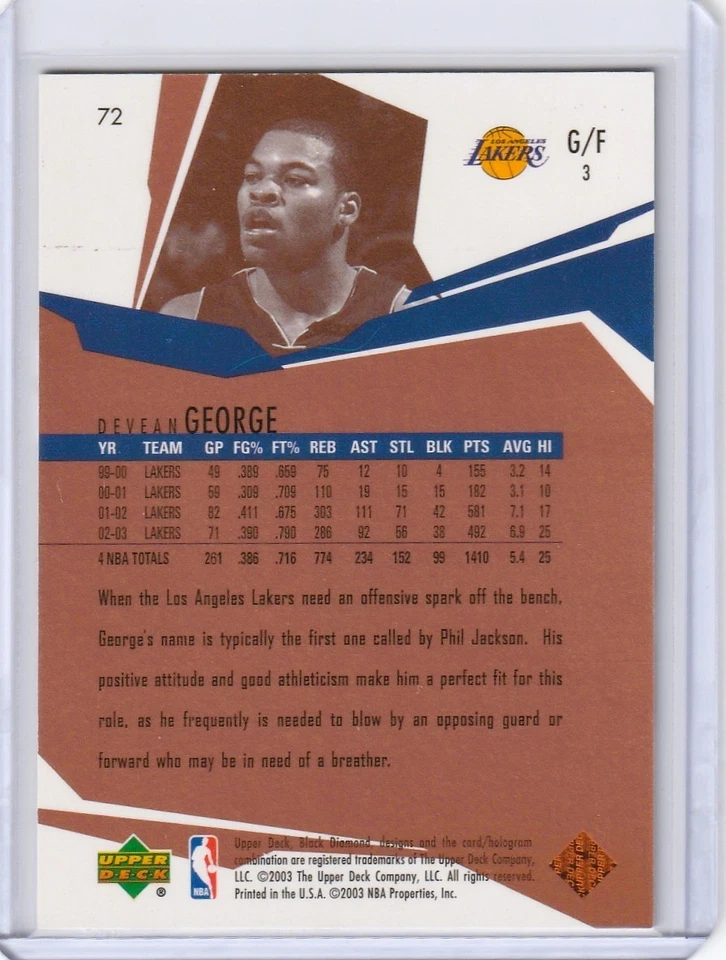 72
LOS ANGELES
LAKERS
G/F
3
DEVEAN GEORGE
YR TEAM GP FG% FT% REB AST STL BLK PTS AVG HI
99-00 LAKERS 49 .389 .659 75 12 10 4 155 3.2 14
00-01 LAKERS 59 .309 .709 110 19 15 15 182 3.1 10
01-02 LAKERS 82 .411 .675 303 111 71 42 581 7.1 17
02-03 LAKERS 71 .390 .790 286 92 56 38 492 6.9 25
4 NBA TOTALS 261 .386 .716 774 234 152 99 1410 5.4 25
When the Los Angeles Lakers need an offensive spark off the bench,
George's name is typically the first one called by Phil Jackson. His
positive attitude and good athleticism make him a perfect fit for this
role, as he frequently is needed to blow by an opposing guard or
forward who may be in need of a breather.
UPPER
DECK
®
NBA
Upper Deck, Black Diamond, designs and the card/hologram
combination are registered trademarks of The Upper Deck Company,
LLC. ©2003 The Upper Deck Company, LLC. All rights reserved.
Printed in the U.S.A. ©2003 NBA Properties, Inc.